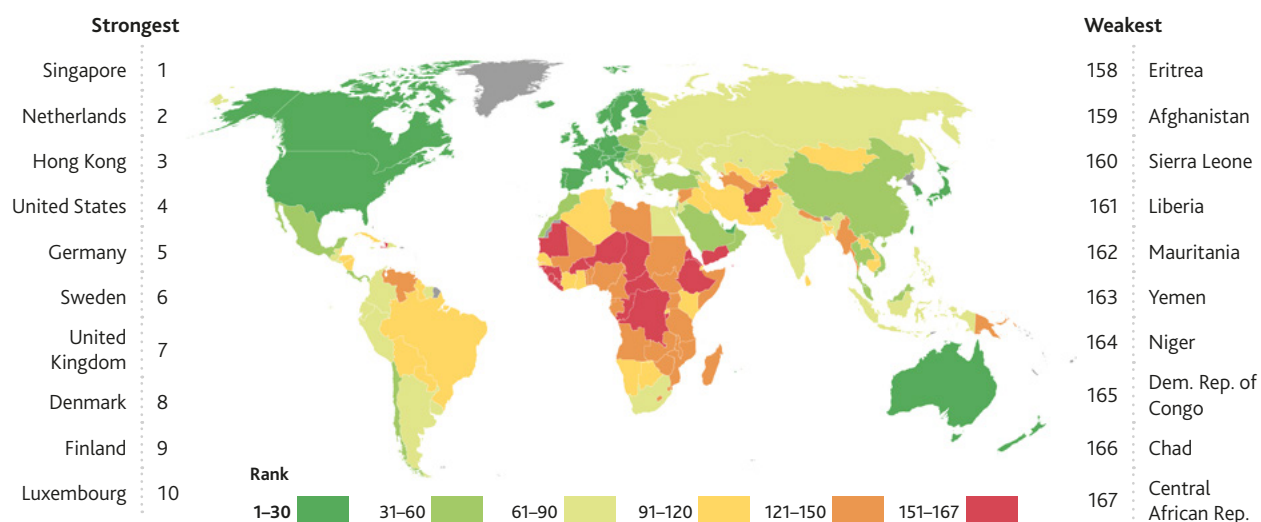 Strongest
Singapore 1
Netherlands 2
Hong Kong 3
United States 4
Germany 5
Sweden 6
United
Kingdom 7
Denmark 8
Finland 9
Luxembourg 10
Weakest
158 Eritrea
159 Afghanistan
160 Sierra Leone
161 Liberia
162 Mauritania
163 Yemen
164 Niger
165 Dem. Rep. of
Congo
166 Chad
167 Central
African Rep.
Rank
1–30 31–60 61–90 91–120 121–150 151–167